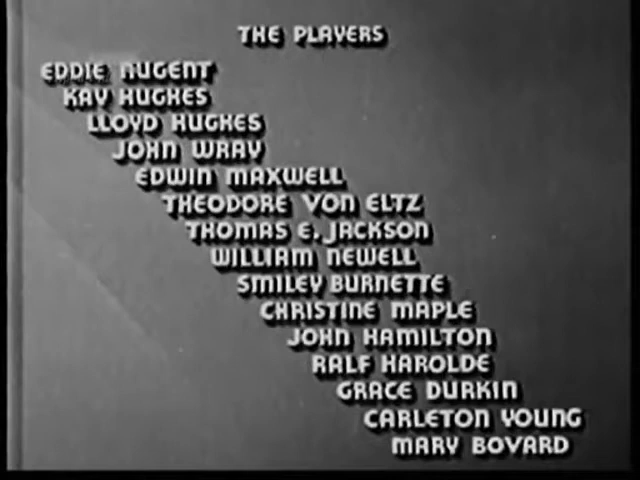 THE PLAYERS
EDDIE NUGENT
KAY HUGHES
LLOYD HUGHES
JOHN WRAY
EDWIN MAXWELL
THEODORE VON ELTZ
THOMAS E. JACKSON
WILLIAM NEWELL
SMILEY BURNETTE
CHRISTINE MAPLE
JOHN HAMILTON
RALF HAROLDE
GRACE DURKIN
CARLETON YOUNG
MARY BOVARD